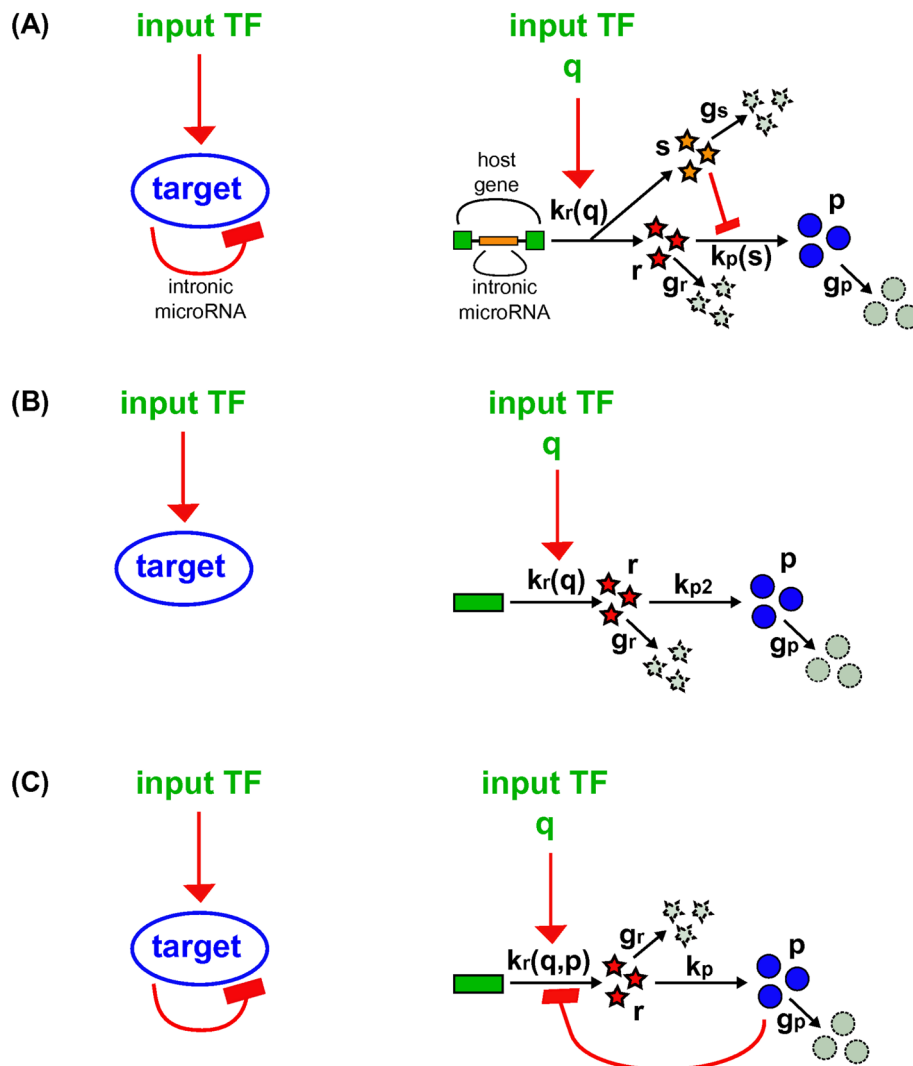 (A)
input TF
target
intronic
microRNA
input TF
q
host
gene
kr(q)
intronic
microRNA
s
gs
r
gr
kp(s)
p
gp
(B)
input TF
target
input TF
q
kr(q)
r
gr
kp2
p
gp
(C)
input TF
target
input TF
q
kr(q,p)
gr
r
kp
p
gp